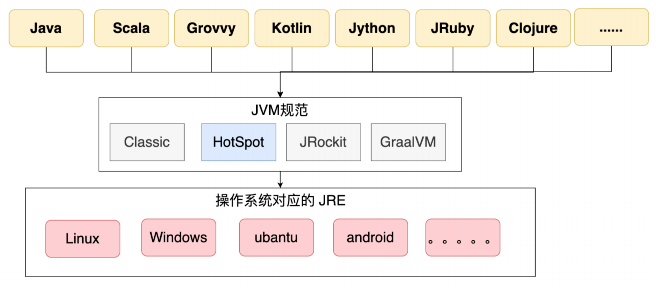 Java Scala Grovvy Kotlin Jython JRuby Clojure ......
JVM规范
Classic HotSpot JRockit GraalVM
操作系统对应的 JRE
Linux Windows ubantu android 。。。。。